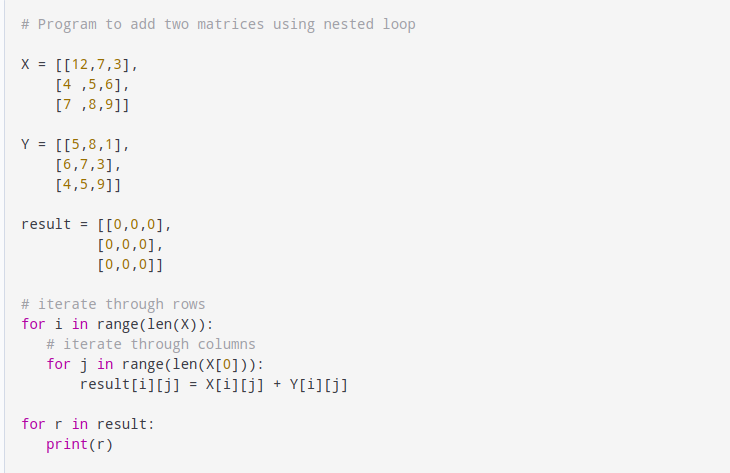 # Program to add two matrices using nested loop
X = [[12,7,3],
    [4 ,5,6],
    [7 ,8,9]]
Y = [[5,8,1],
    [6,7,3],
    [4,5,9]]
result = [[0,0,0],
         [0,0,0],
         [0,0,0]]
# iterate through rows
for i in range(len(X)):
   # iterate through columns
   for j in range(len(X[0])):
       result[i][j] = X[i][j] + Y[i][j]
for r in result:
   print(r)